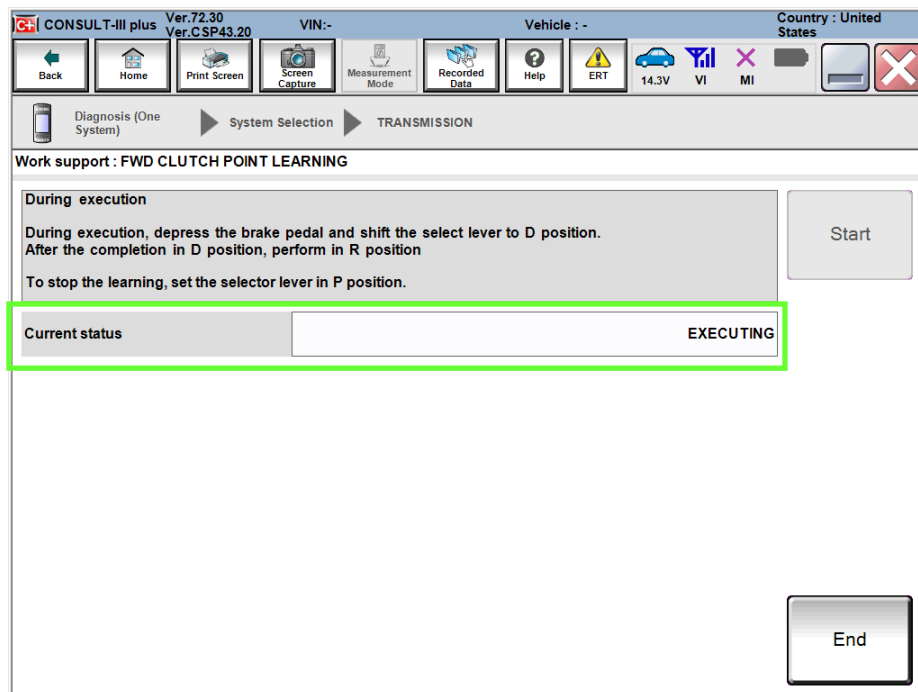 C+ CONSULT-III plus Ver.72.30 VIN:- Vehicle : - Country : United
Ver.CSP43.20 States
Back Home Print Screen Screen Capture Measurement Mode Recorded Data Help ERT 14.3V VI MI
Diagnosis (One
System) System Selection TRANSMISSION
Work support : FWD CLUTCH POINT LEARNING
During execution
During execution, depress the brake pedal and shift the select lever to D position.
After the completion in D position, perform in R position
To stop the learning, set the selector lever in P position.
Start
Current status EXECUTING
End